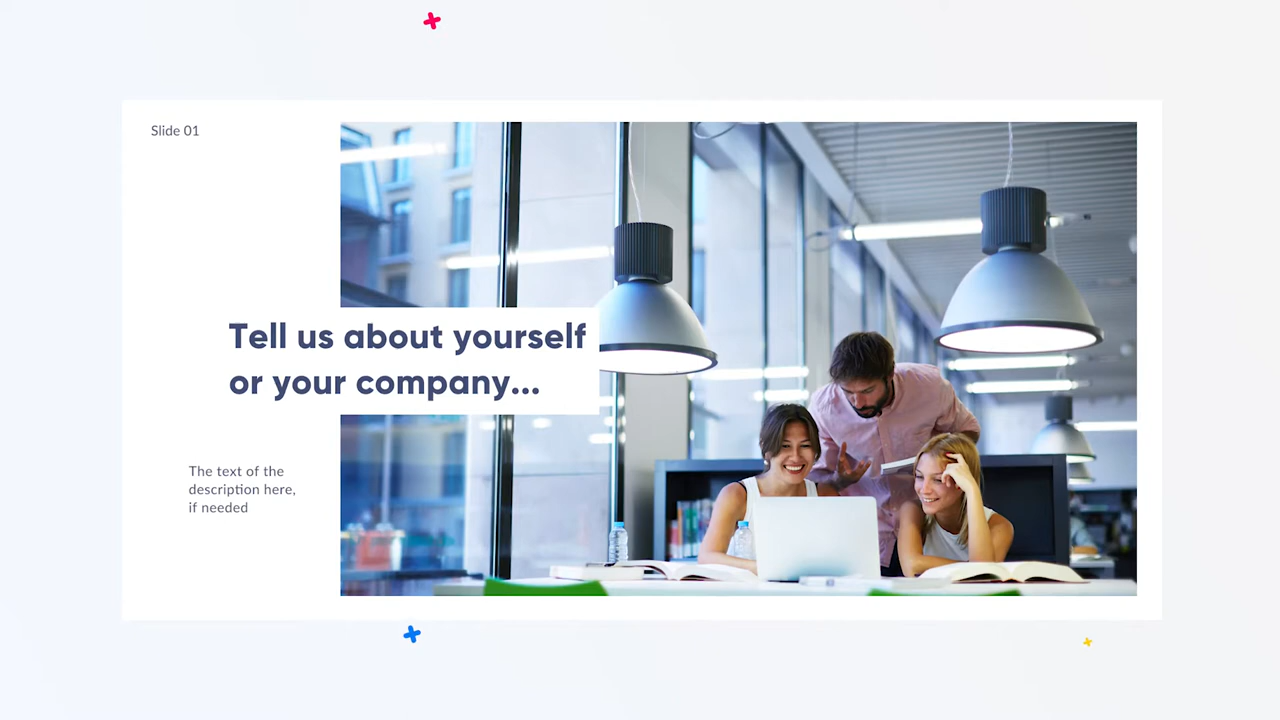 Slide 01
Tell us about yourself
or your company...
The text of the
description here,
if needed